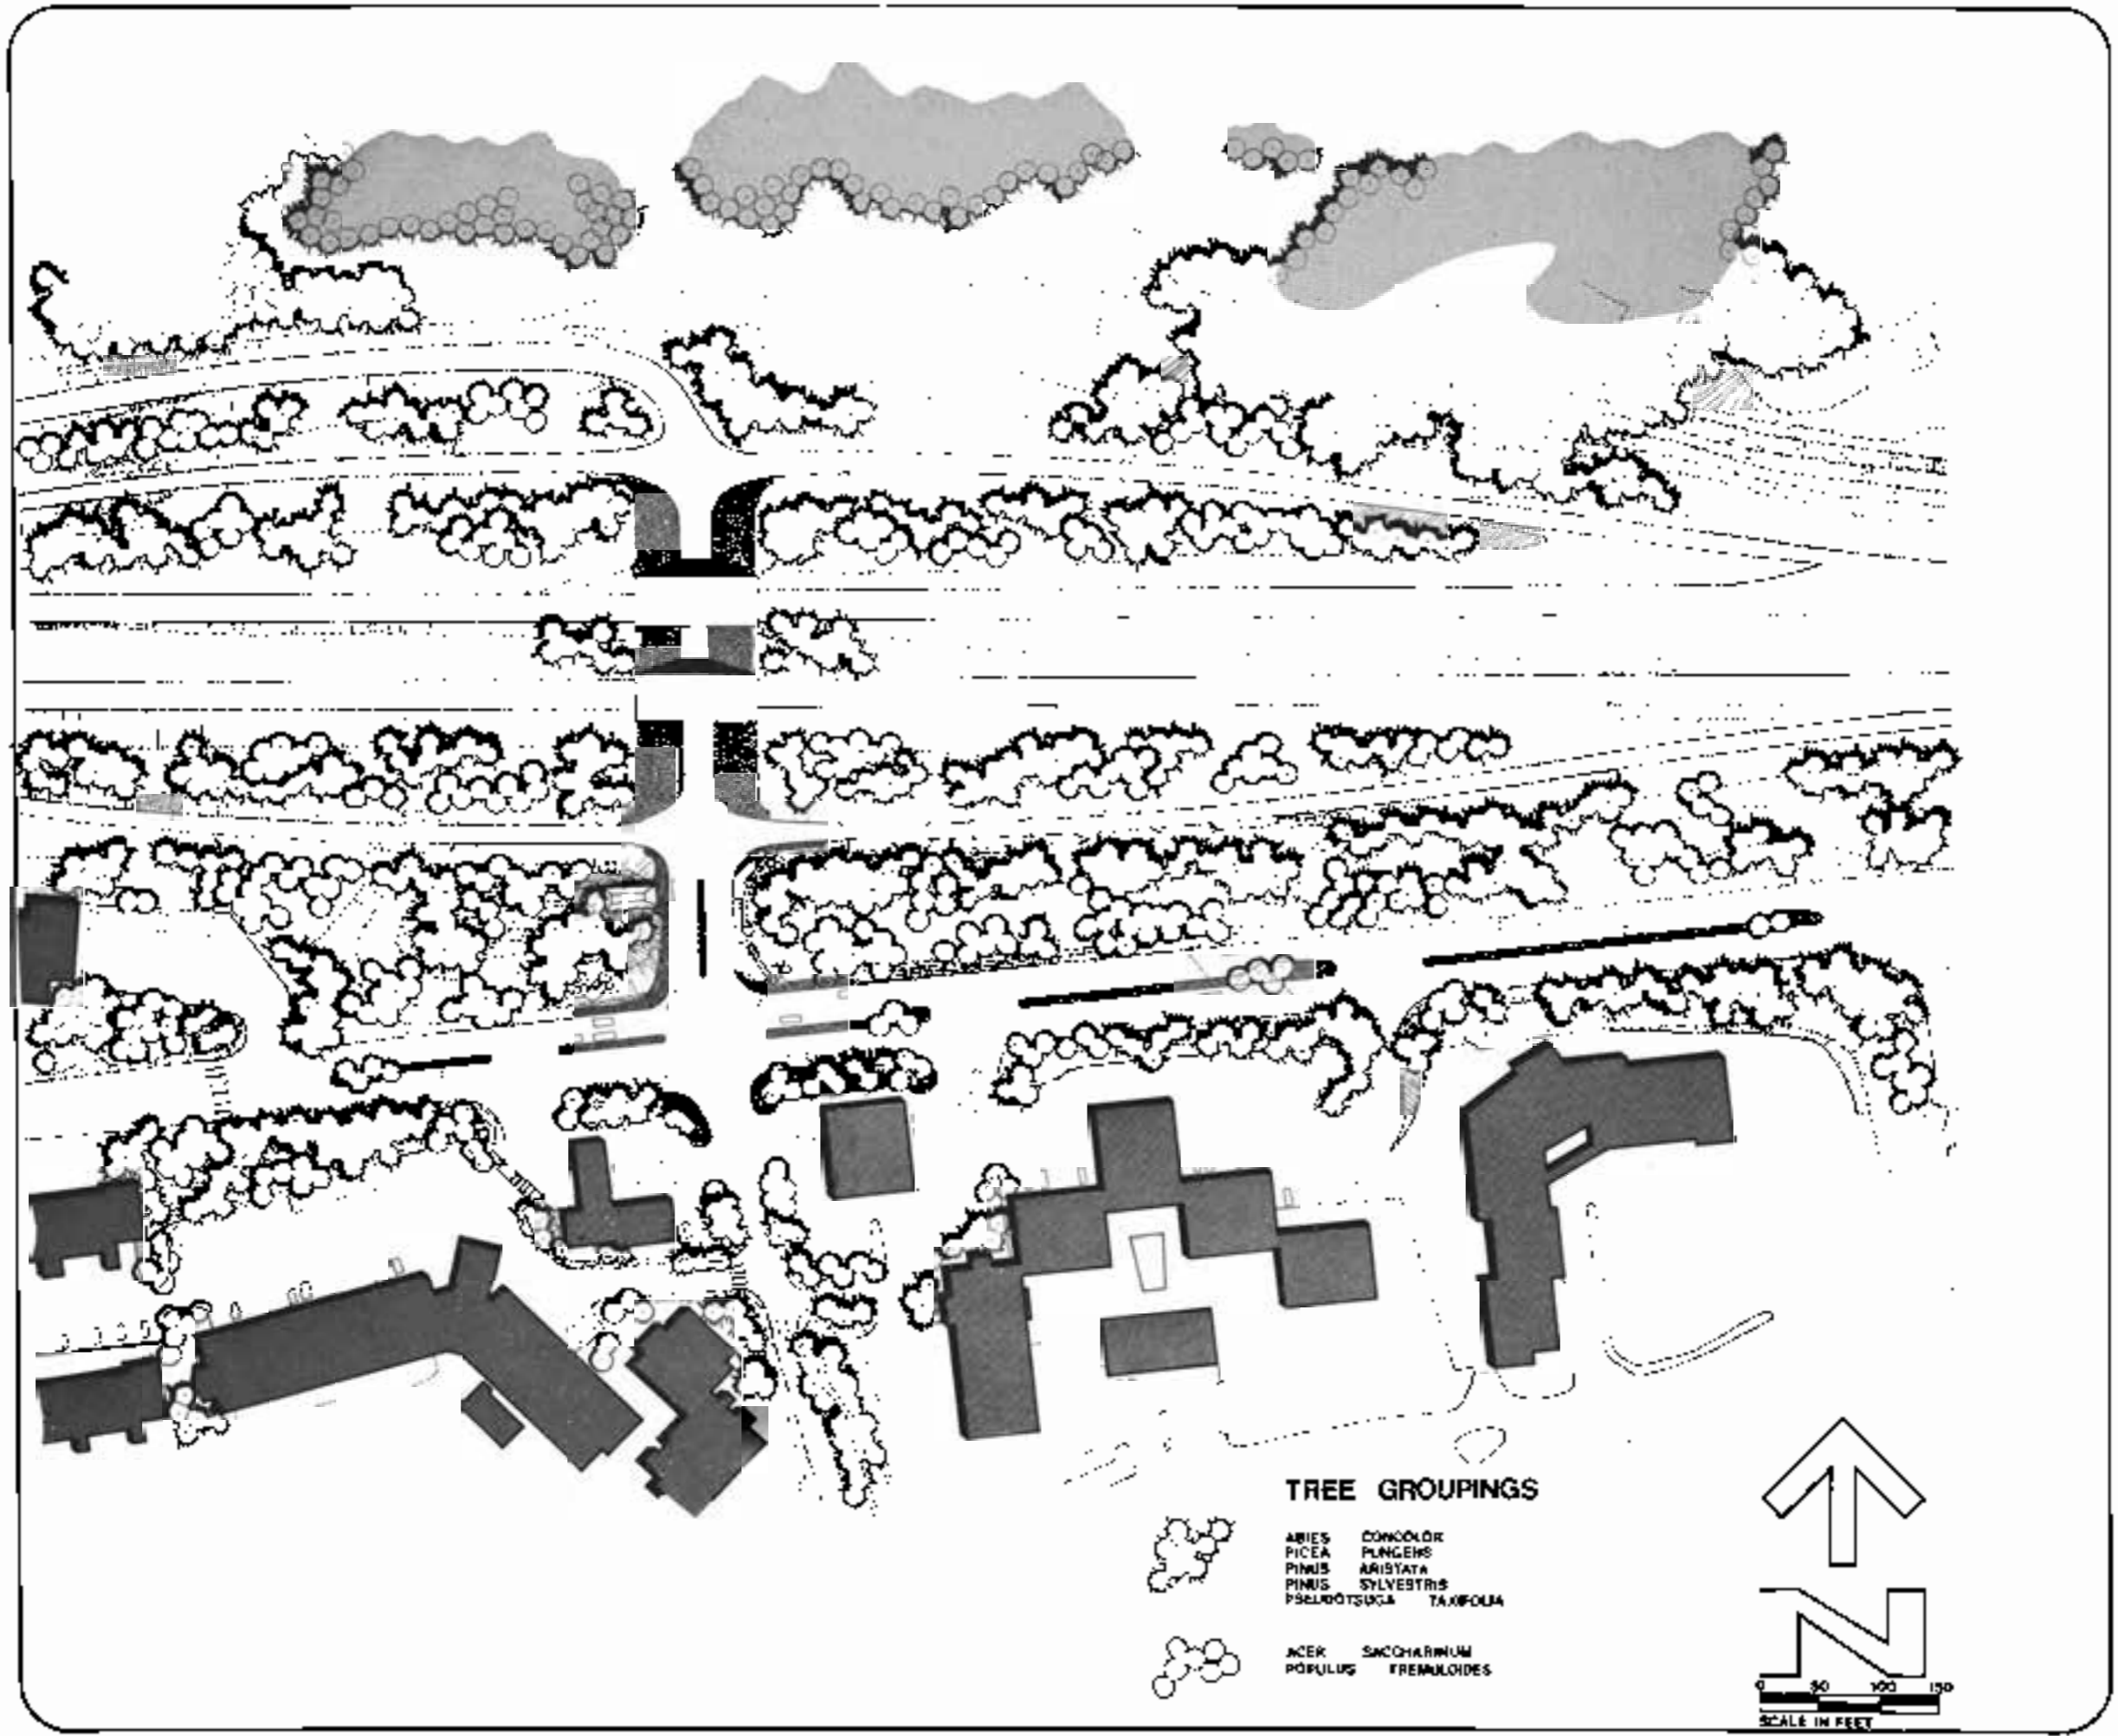 TREE GROUPINGS
ABIES CONCOLOR
PICEA PUNGENS
PINUS ARISTATA
PINUS SYLVESTRIS
PSEUDOTSUGA TAXIFOLIA
ACER SACCHARINUM
POPULUS TREMULOIDES
N
0 50 100 150
SCALE IN FEET